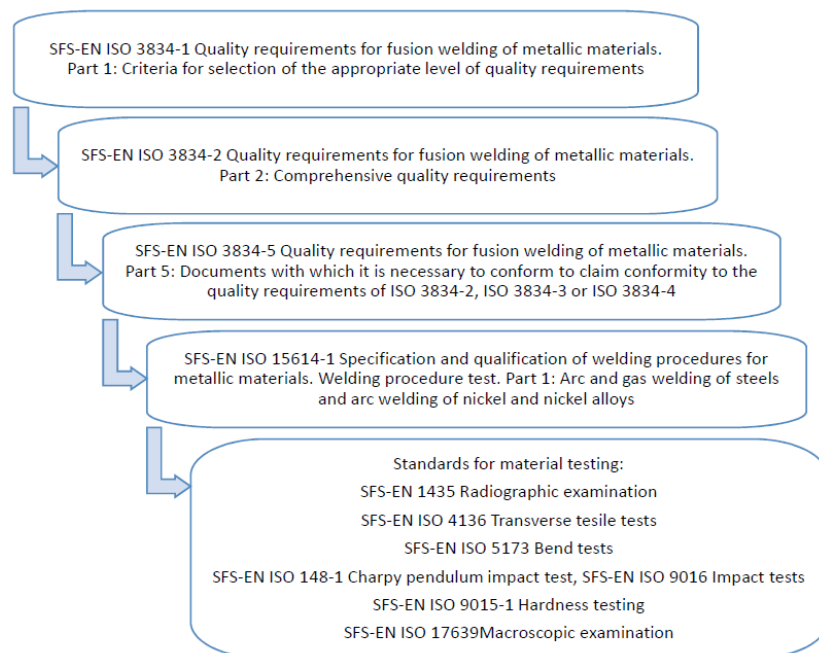 SFS-EN ISO 3834-1 Quality requirements for fusion welding of metallic materials.
Part 1: Criteria for selection of the appropriate level of quality requirements
SFS-EN ISO 3834-2 Quality requirements for fusion welding of metallic materials.
Part 2: Comprehensive quality requirements
SFS-EN ISO 3834-5 Quality requirements for fusion welding of metallic materials.
Part 5: Documents with which it is necessary to conform to claim conformity to the
quality requirements of ISO 3834-2, ISO 3834-3 or ISO 3834-4
SFS-EN ISO 15614-1 Specification and qualification of welding procedures for
metallic materials. Welding procedure test. Part 1: Arc and gas welding of steels
and arc welding of nickel and nickel alloys
Standards for material testing:
SFS-EN 1435 Radiographic examination
SFS-EN ISO 4136 Transverse tesile tests
SFS-EN ISO 5173 Bend tests
SFS-EN ISO 148-1 Charpy pendulum impact test, SFS-EN ISO 9016 Impact tests
SFS-EN ISO 9015-1 Hardness testing
SFS-EN ISO 17639Macroscopic examination